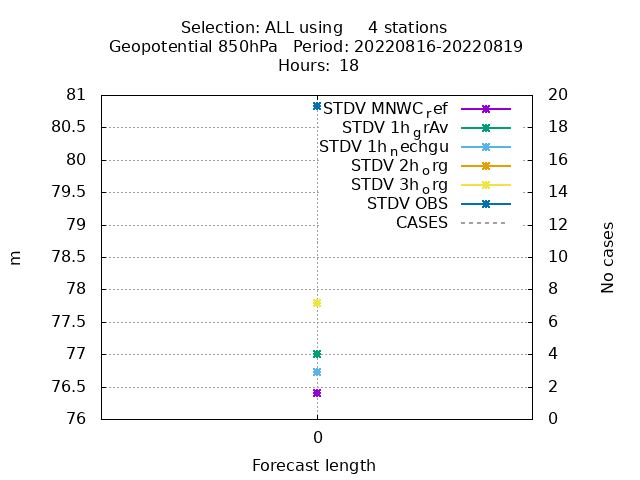 Selection: ALL using 4 stations
Geopotential 850hPa Period: 20220816-20220819
Hours: 18
81
80.5
80
79.5
79
78.5
78
77.5
77
76.5
76
20
18
16
14
12
10
8
6
4
2
0
m
No cases
STDV MNWC_ref
STDV 1h_grAv
STDV 1h_nechgu
STDV 2h_org
STDV 3h_org
STDV OBS
CASES
0
Forecast length